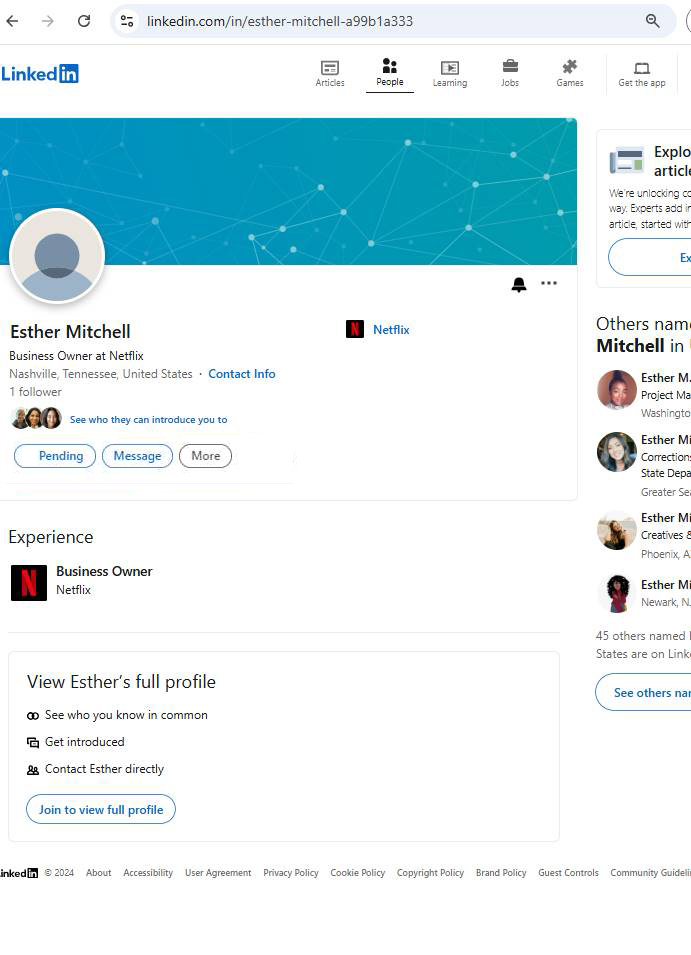 linkedin.com/in/esther-mitchell-a99b1a333
Linkedin
Articles
People
Learning
Jobs
Games
Get the app
Esther Mitchell
Business Owner at Netflix
Nashville, Tennessee, United States · Contact Info
1 follower
See who they can introduce you to
Pending
Message
More
N Netflix
Experience
N
Business Owner
Netflix
View Esther’s full profile
See who you know in common
Get introduced
Contact Esther directly
Join to view full profile
Explo
article
We're unlocking co
way. Experts add in
article, started with
Ex
Others name
Mitchell in
Esther M.
Project Ma
Washingto
Esther Mi
Corrections
State Depa
Greater Sea
Esther Mi
Creatives &
Phoenix, A
Esther Mi
Newark, N
45 others named
States are on Linke
See others nar
Linkedin © 2024 About Accessibility User Agreement Privacy Policy Cookie Policy Copyright Policy Brand Policy Guest Controls Community Guidelin